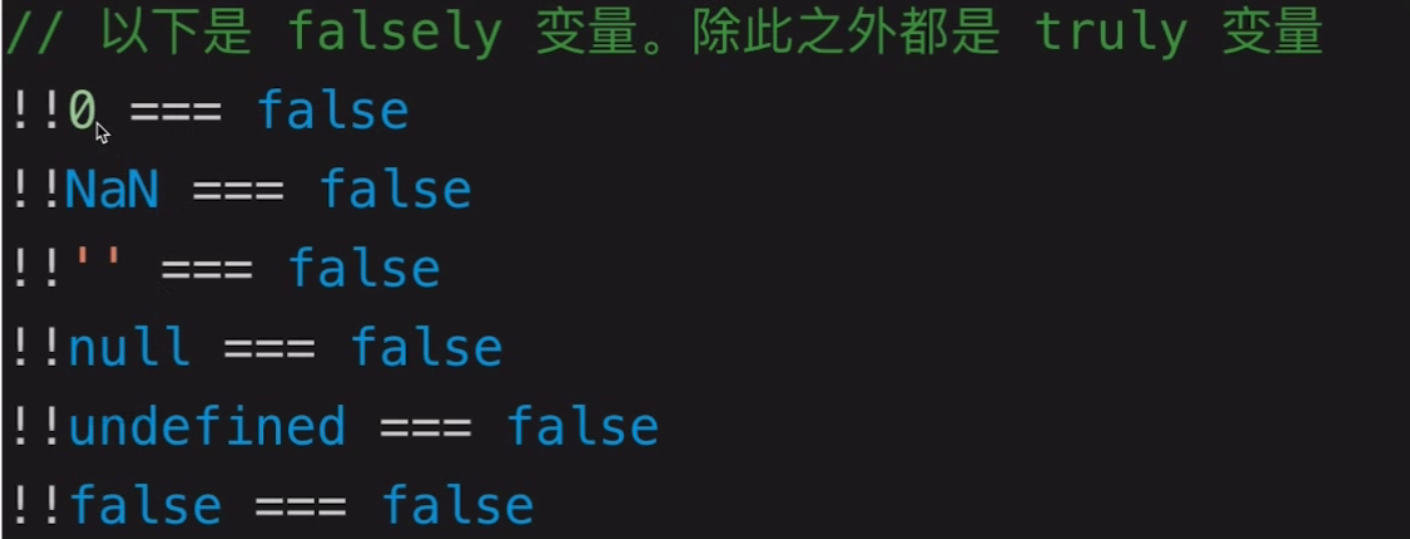 // 以下是 falsely 变量。除此之外都是 truly 变量
!!0 === false
!!NaN === false
!!'' === false
!!null === false
!!undefined === false
!!false === false